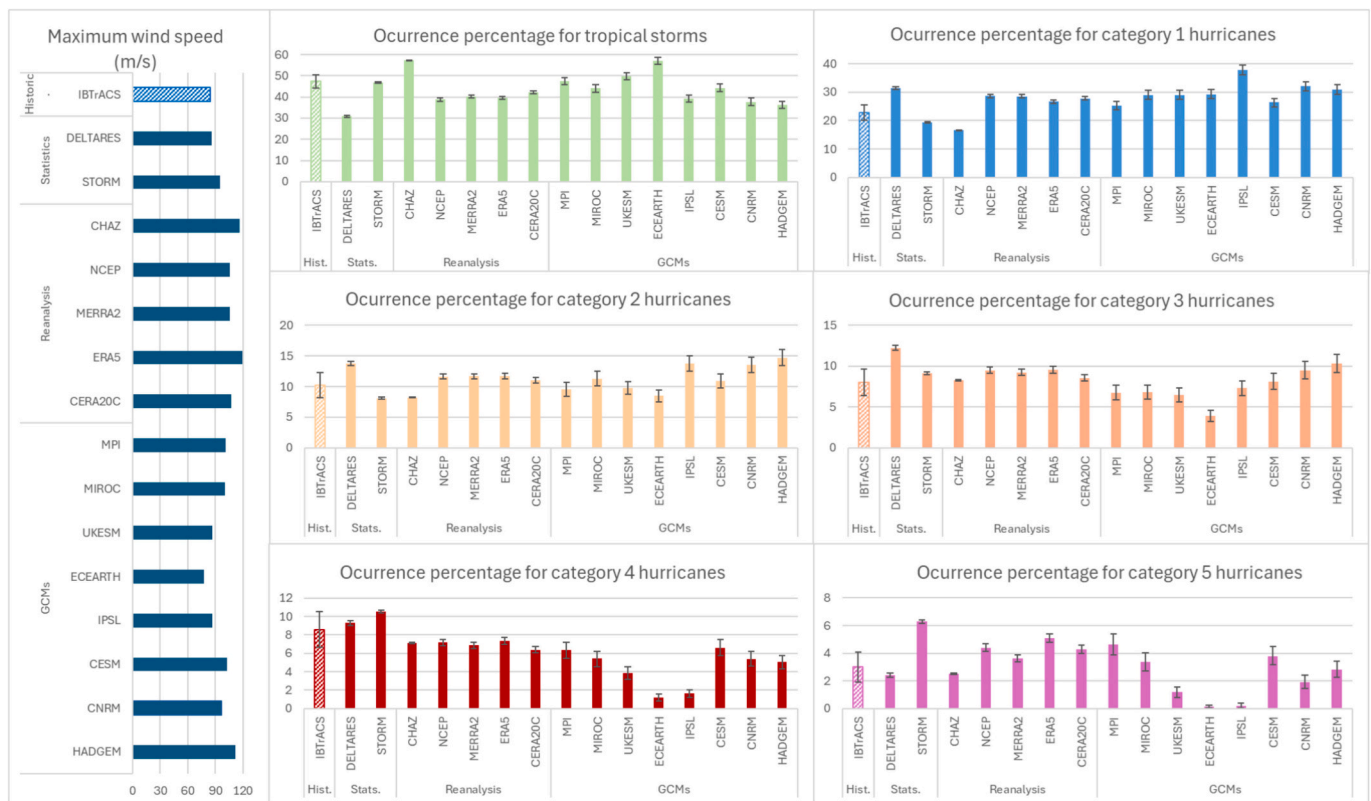 Maximum wind speed
(m/s)
Historic
.
IBTrACS
Statistics
DELTARES
STORM
Reanalysis
CHAZ
NCEP
MERRA2
ERA5
CERA20C
GCMs
MPI
MIROC
UKESM
ECEARTH
IPSL
CESM
CNRM
HADGEM
0 30 60 90 120
Ocurrence percentage for tropical storms
60
50
40
30
20
10
0
IBTrACS DELTARES STORM CHAZ NCEP MERRA2 ERA5 CERA20C MPI MIROC UKESM ECEARTH IPSL CESM CNRM HADGEM
Hist. Stats. Reanalysis GCMs
Ocurrence percentage for category 1 hurricanes
40
30
20
10
0
IBTrACS DELTARES STORM CHAZ NCEP MERRA2 ERA5 CERA20C MPI MIROC UKESM ECEARTH IPSL CESM CNRM HADGEM
Hist. Stats. Reanalysis GCMs
Ocurrence percentage for category 2 hurricanes
20
15
10
5
0
IBTrACS DELTARES STORM CHAZ NCEP MERRA2 ERA5 CERA20C MPI MIROC UKESM ECEARTH IPSL CESM CNRM HADGEM
Hist. Stats. Reanalysis GCMs
Ocurrence percentage for category 3 hurricanes
15
10
5
0
IBTrACS DELTARES STORM CHAZ NCEP MERRA2 ERA5 CERA20C MPI MIROC UKESM ECEARTH IPSL CESM CNRM HADGEM
Hist. Stats. Reanalysis GCMs
Ocurrence percentage for category 4 hurricanes
12
10
8
6
4
2
0
IBTrACS DELTARES STORM CHAZ NCEP MERRA2 ERA5 CERA20C MPI MIROC UKESM ECEARTH IPSL CESM CNRM HADGEM
Hist. Stats. Reanalysis GCMs
Ocurrence percentage for category 5 hurricanes
8
6
4
2
0
IBTrACS DELTARES STORM CHAZ NCEP MERRA2 ERA5 CERA20C MPI MIROC UKESM ECEARTH IPSL CESM CNRM HADGEM
Hist. Stats. Reanalysis GCMs